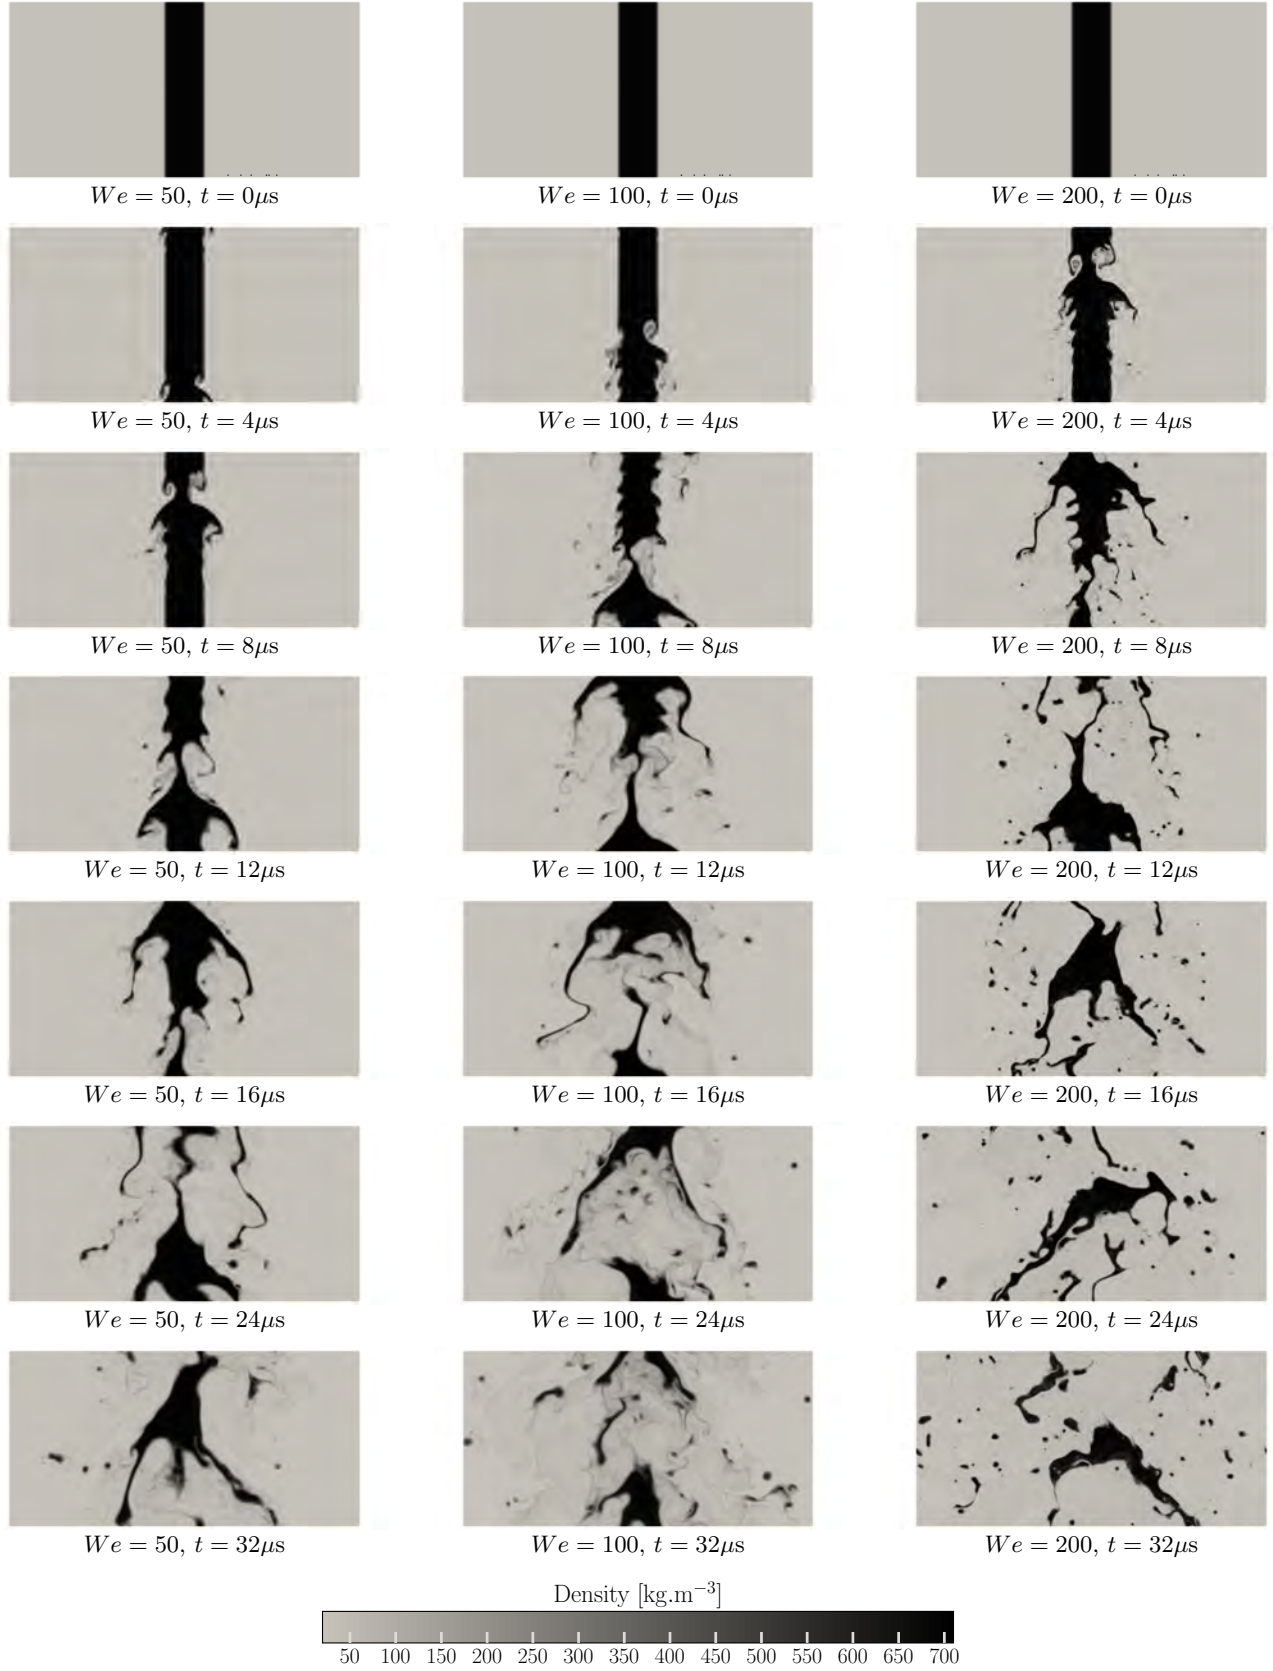 We = 50, t = 0μs We = 100, t = 0μs We = 200, t = 0μs
We = 50, t = 4μs We = 100, t = 4μs We = 200, t = 4μs
We = 50, t = 8μs We = 100, t = 8μs We = 200, t = 8μs
We = 50, t = 12μs We = 100, t = 12μs We = 200, t = 12μs
We = 50, t = 16μs We = 100, t = 16μs We = 200, t = 16μs
We = 50, t = 24μs We = 100, t = 24μs We = 200, t = 24μs
We = 50, t = 32μs We = 100, t = 32μs We = 200, t = 32μs
Density [kg.m⁻³]
50 100 150 200 250 300 350 400 450 500 550 600 650 700